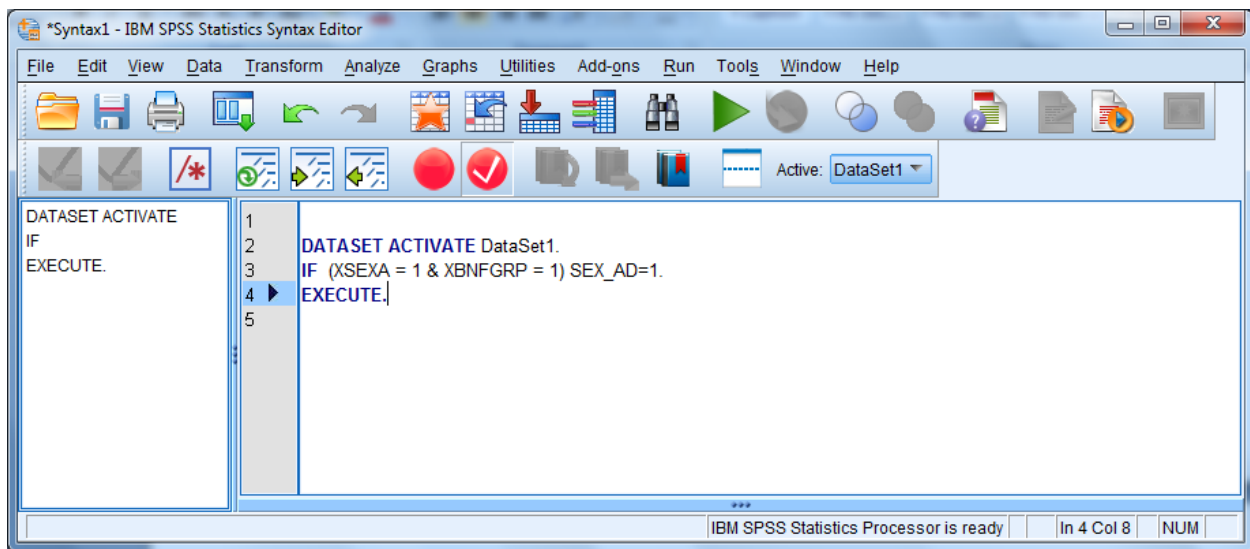 *Syntax1 - IBM SPSS Statistics Syntax Editor
File Edit View Data Transform Analyze Graphs Utilities Add-ons Run Tools Window Help
Active: DataSet1
DATASET ACTIVATE
IF
EXECUTE.
1
2 DATASET ACTIVATE DataSet1.
3 IF (XSEXA = 1 & XBNFGRP = 1) SEX_AD=1.
4 EXECUTE.
5
IBM SPSS Statistics Processor is ready In 4 Col 8 NUM